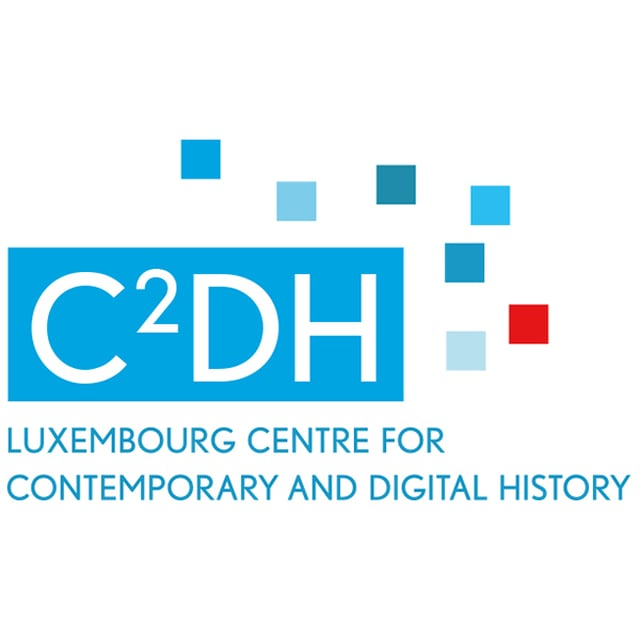 C²DH
LUXEMBOURG CENTRE FOR
CONTEMPORARY AND DIGITAL HISTORY